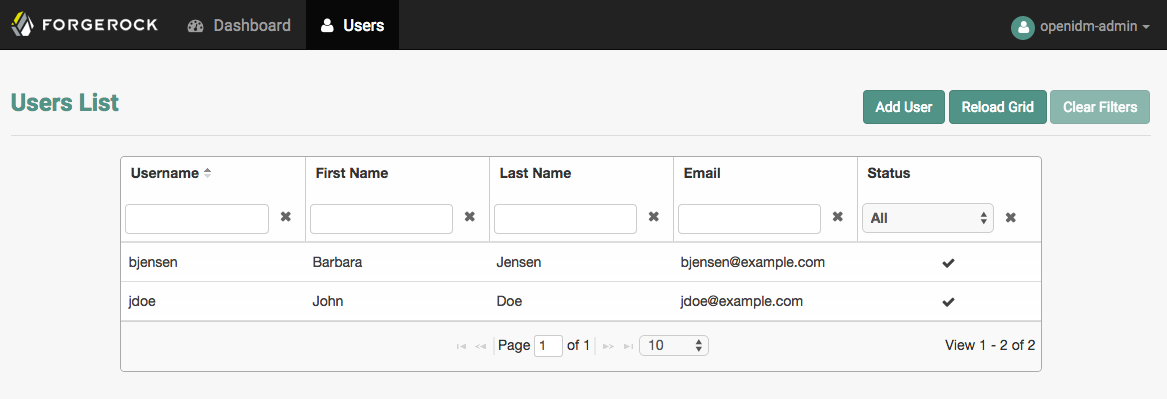 FORGEROCK Dashboard Users openidm-admin
Users List Add User Reload Grid Clear Filters
Username First Name Last Name Email Status
All
bjensen Barbara Jensen bjensen@example.com
jdoe John Doe jdoe@example.com
Page 1 of 1 10 View 1 - 2 of 2